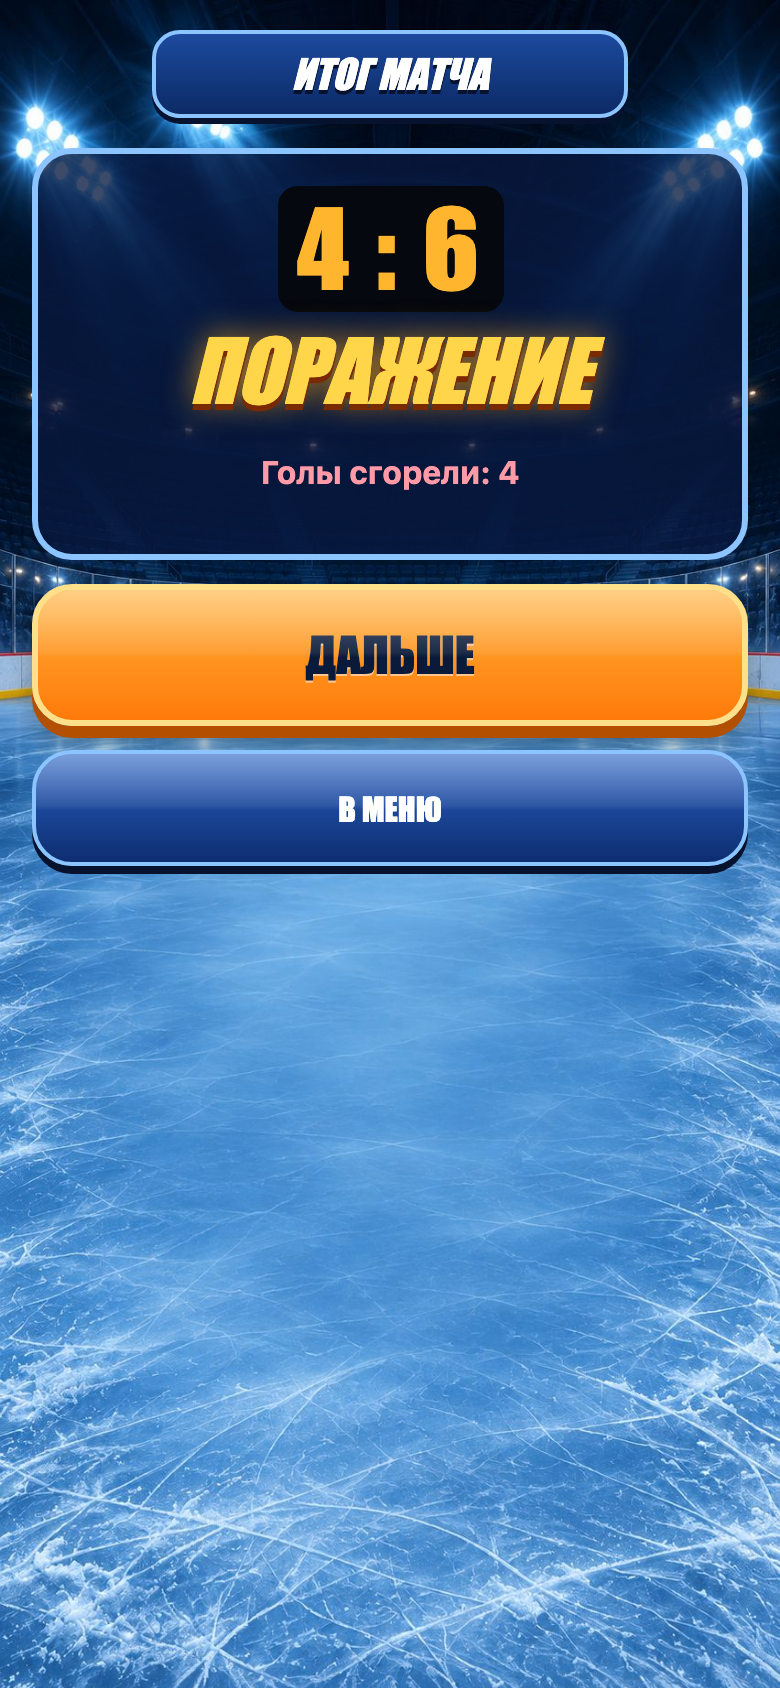 ИТОГ МАТЧА
4 : 6
ПОРАЖЕНИЕ
Голы сгорели: 4
ДАЛЬШЕ
В МЕНЮ